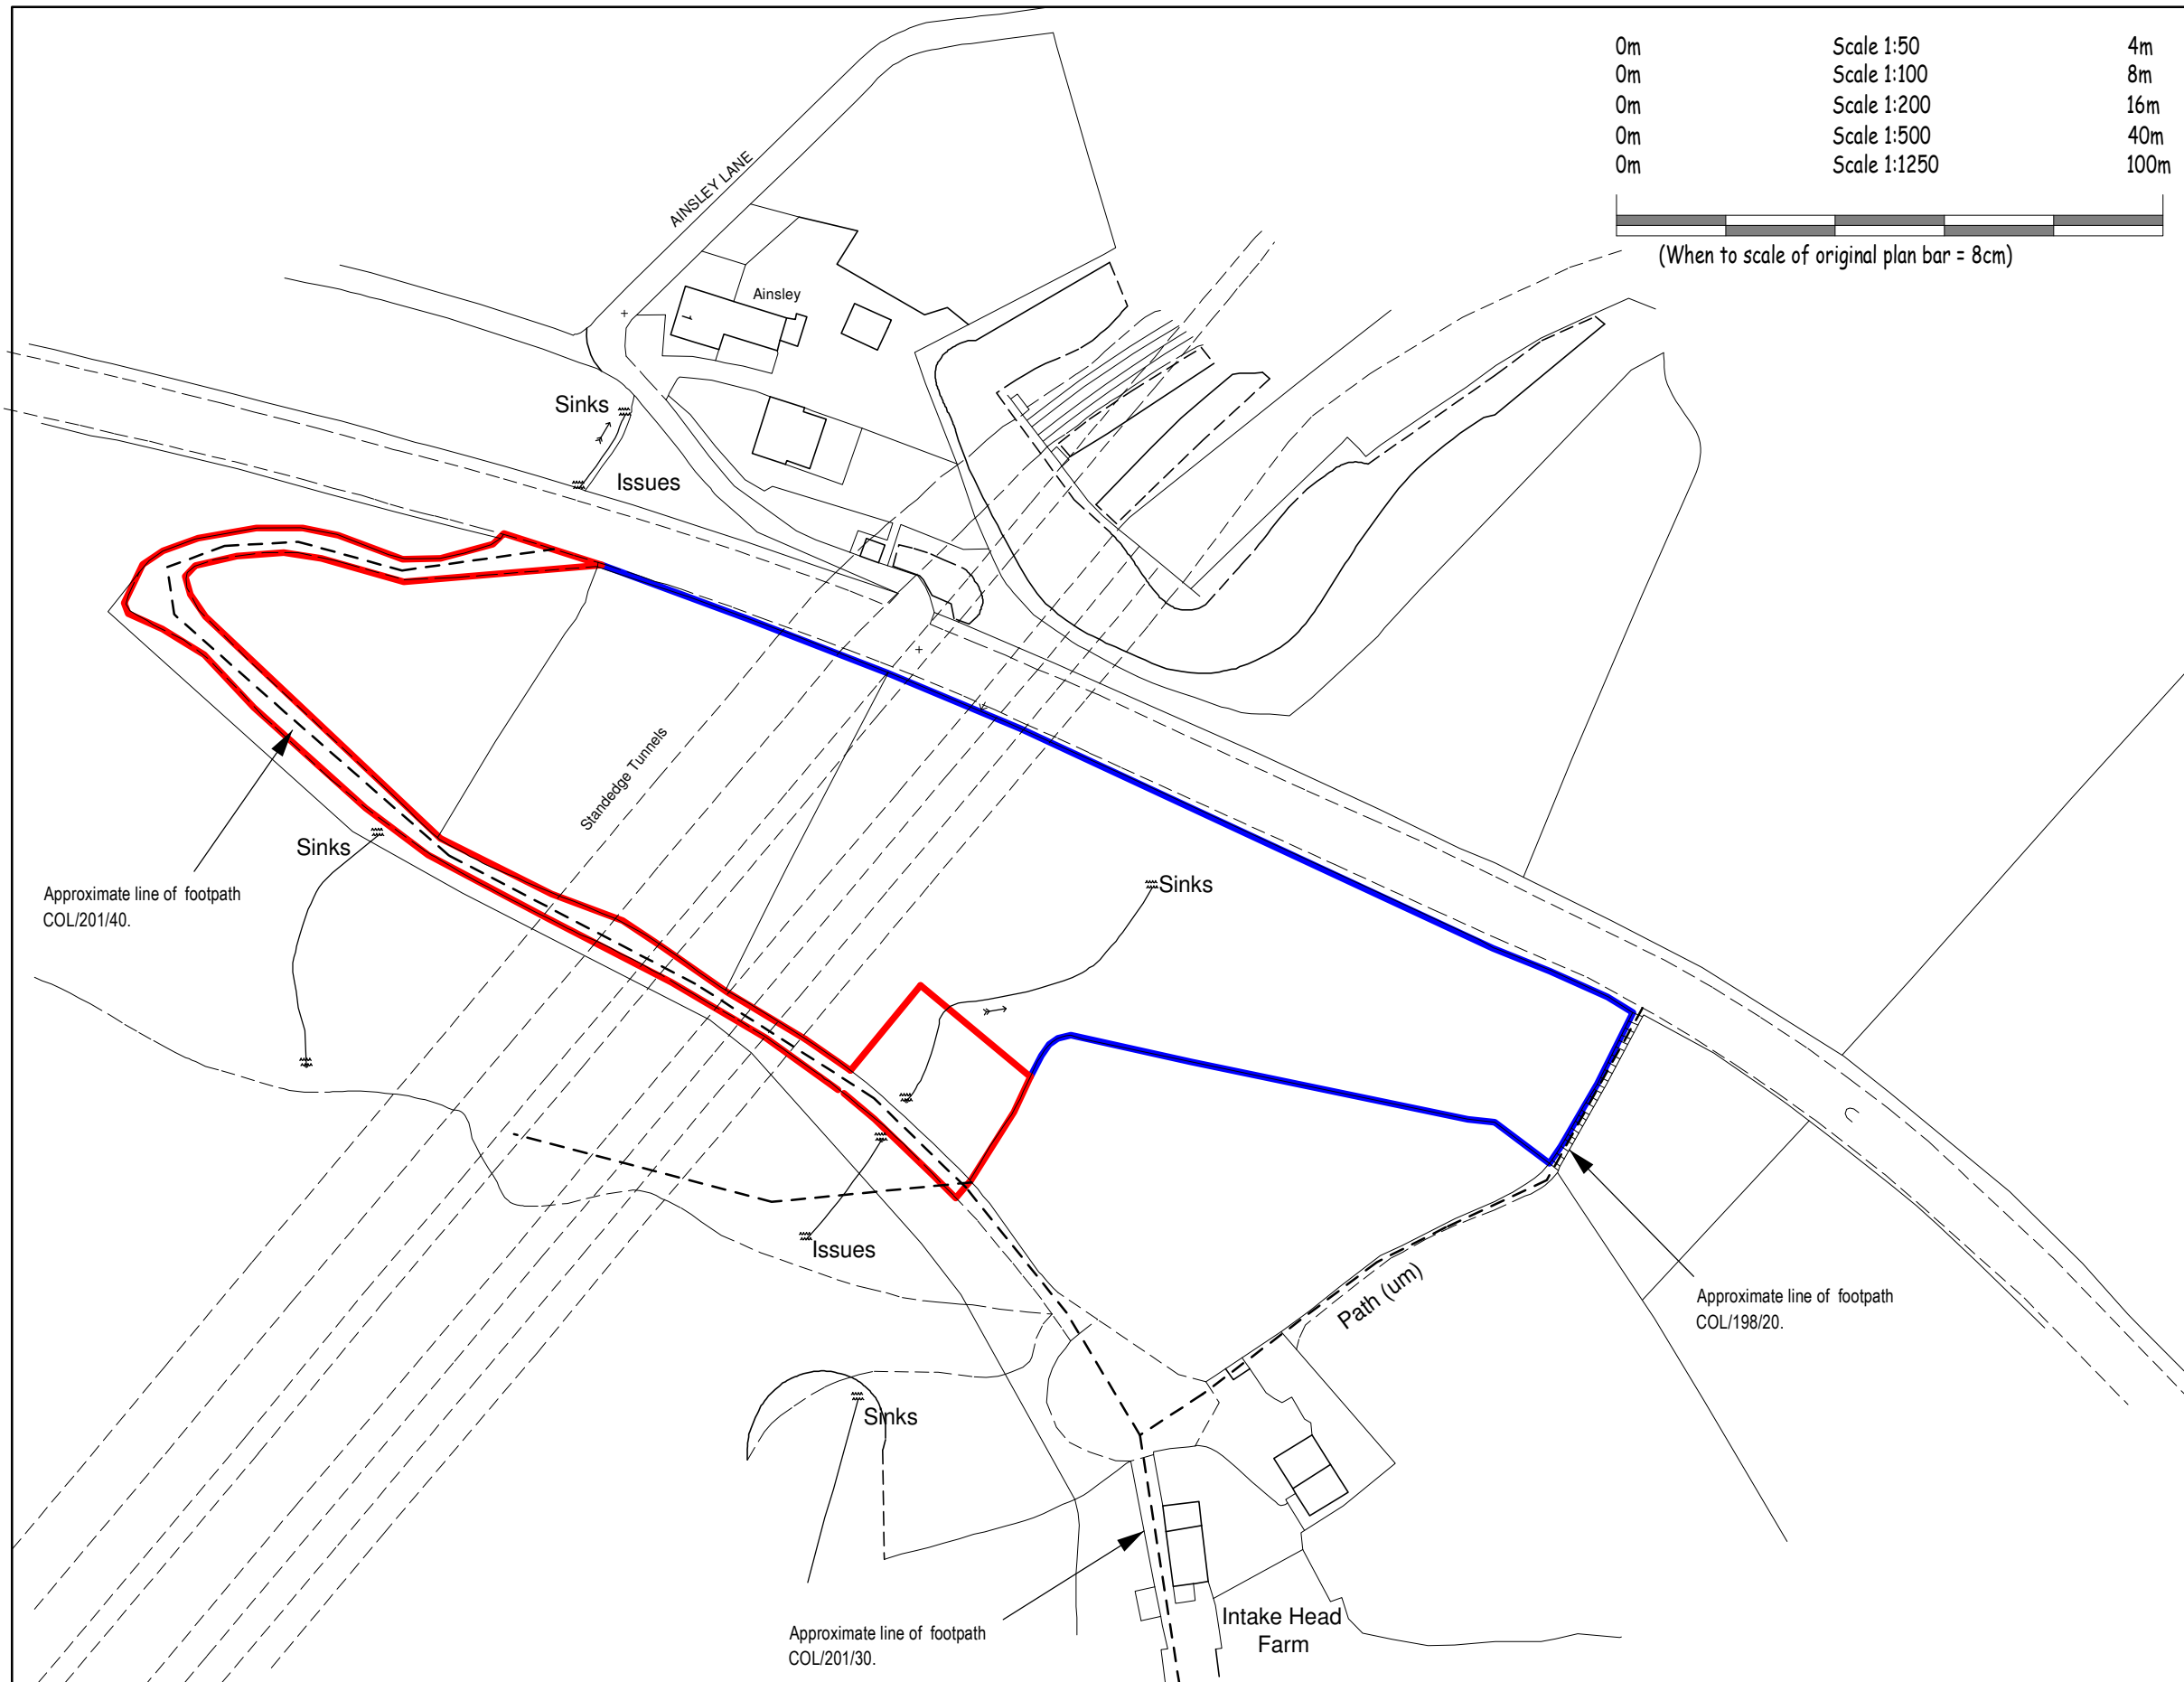 0m Scale 1:50 4m
0m Scale 1:100 8m
0m Scale 1:200 16m
0m Scale 1:500 40m
0m Scale 1:1250 100m
(When to scale of original plan bar = 8cm)
AINSLEY LANE
Ainsley
1
Sinks
Issues
Standedge Tunnels
Sinks
Approximate line of footpath
COL/201/40.
Sinks
Issues
Approximate line of footpath
COL/198/20.
Path (um)
Sinks
Intake Head
Farm
Approximate line of footpath
COL/201/30.